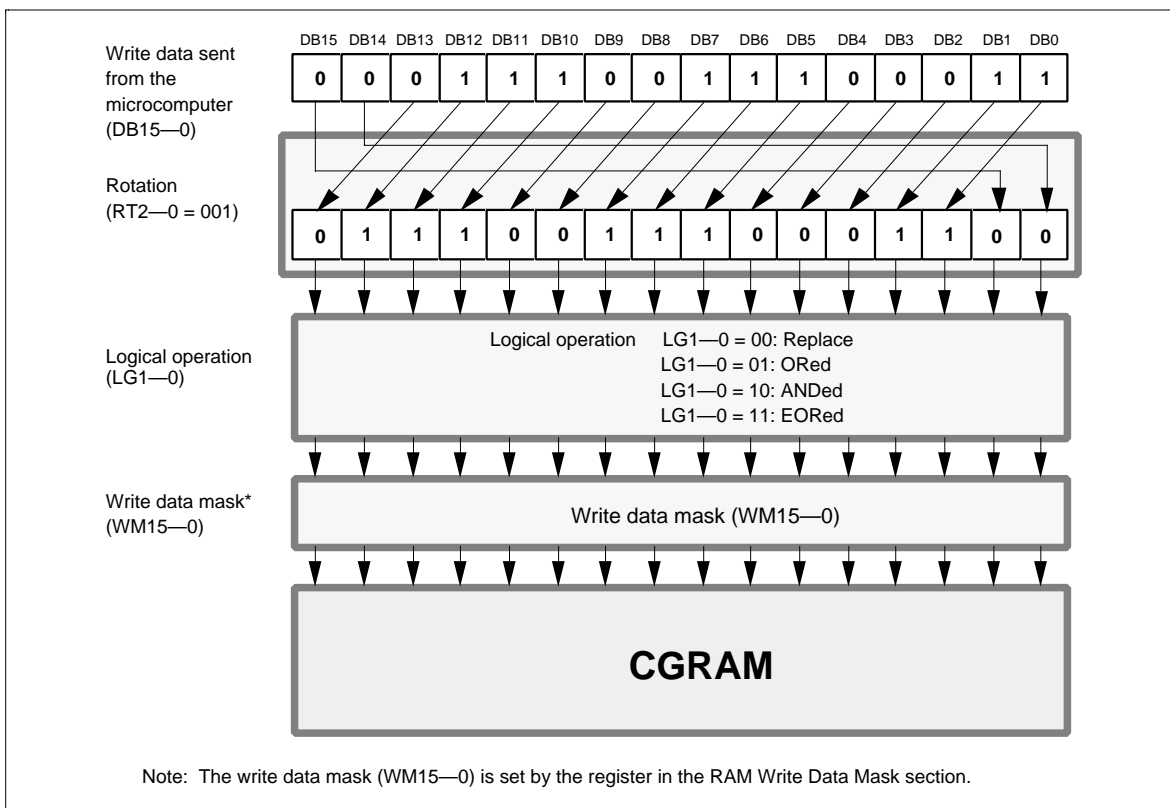 DB15 DB14 DB13 DB12 DB11 DB10 DB9 DB8 DB7 DB6 DB5 DB4 DB3 DB2 DB1 DB0
Write data sent
from the
microcomputer
(DB15—0)
0 0 0 1 1 1 0 0 1 1 1 0 0 0 1 1
Rotation
(RT2—0 = 001)
0 1 1 1 0 0 1 1 1 0 0 0 1 1 0 0
Logical operation
(LG1—0)
Logical operation LG1—0 = 00: Replace
LG1—0 = 01: ORed
LG1—0 = 10: ANDed
LG1—0 = 11: EORed
Write data mask*
(WM15—0)
Write data mask (WM15—0)
CGRAM
Note: The write data mask (WM15—0) is set by the register in the RAM Write Data Mask section.